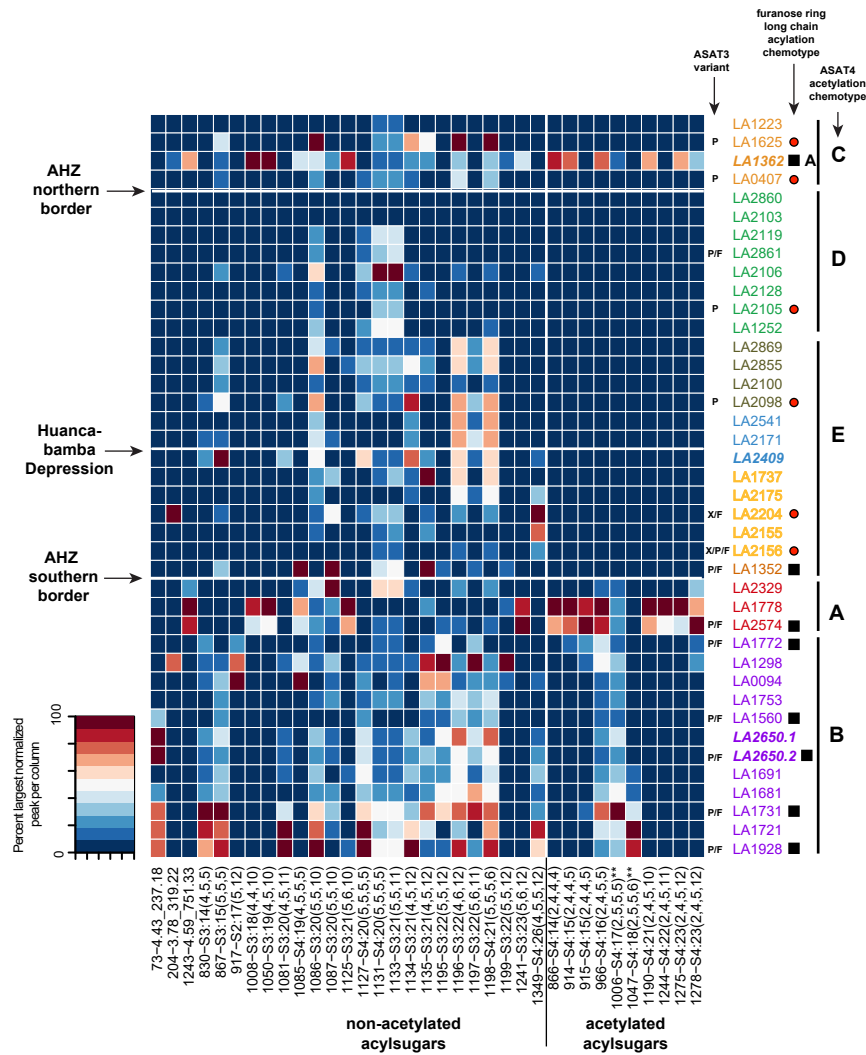 furanose ring
long chain
acylation
chemotype
ASAT3
variant
ASAT4
acetylation
chemotype
LA1223
P LA1625
LA1362 A
P LA0407
C
AHZ
northern
border
LA2860
LA2103
LA2119
P/F LA2861
LA2106
LA2128
P LA2105
LA1252
D
LA2869
LA2855
LA2100
P LA2098
LA2541
LA2171
LA2409
LA1737
LA2175
X/F LA2204
LA2155
X/P/F LA2156
P/F LA1352
E
Huanca-
bamba
Depression
AHZ
southern
border
LA2329
LA1778
P/F LA2574
A
P/F LA1772
LA1298
LA0094
LA1753
P/F LA1560
LA2650.1
P/F LA2650.2
LA1691
LA1681
P/F LA1731
LA1721
P/F LA1928
B
Percent largest normalized
peak per column
100
0
73−4.43_237.18
204−3.78_319.22
1243−4.59_751.33
830−S3:14(4,5,5)
867−S3:15(5,5,5)
917−S2:17(5,12)
1008−S3:18(4,4,10)
1050−S3:19(4,5,10)
1081−S3:20(4,5,11)
1085−S4:19(4,5,5,5)
1086−S3:20(5,5,10)
1087−S3:20(5,5,10)
1125−S3:21(5,6,10)
1127−S4:20(5,5,5,5)
1131−S4:20(5,5,5,5)
1133−S3:21(5,5,11)
1134−S3:21(4,5,12)
1135−S3:21(4,5,12)
1195−S3:22(5,5,12)
1196−S3:22(4,6,12)
1197−S3:22(5,5,12)
1198−S4:21(5,5,5,6)
1199−S3:22(5,5,12)
1241−S3:23(5,6,12)
1349−S4:26(4,5,5,12)
866−S4:14(2,4,4,4)
914−S4:15(2,4,4,5)
915−S4:15(2,4,4,5)
966−S4:16(2,4,5,5)
1006−S4:17(2,5,5,5)**
1047−S4:18(2,5,5,6)**
1190−S4:21(2,4,5,10)
1244−S4:22(2,4,5,11)
1275−S4:23(2,4,5,12)
1278−S4:23(2,4,5,12)
non-acetylated
acylsugars
acetylated
acylsugars